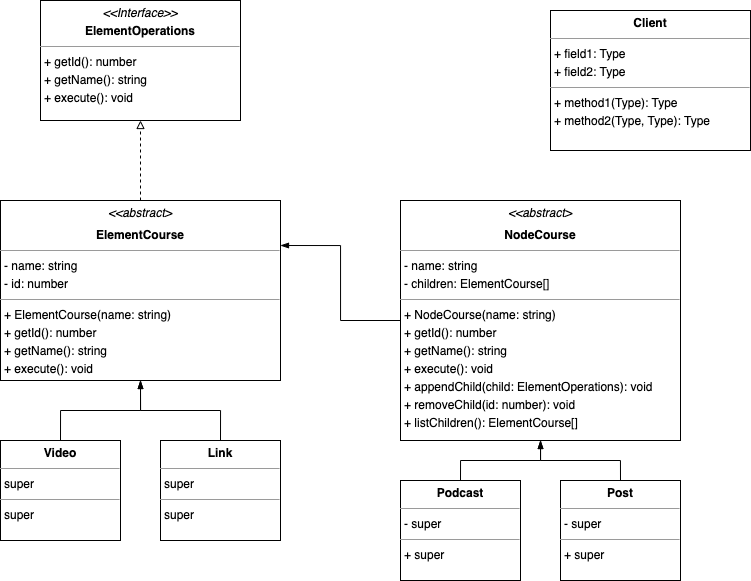 <<Interface>>
ElementOperations
+ getId(): number
+ getName(): string
+ execute(): void
Client
+ field1: Type
+ field2: Type
+ method1(Type): Type
+ method2(Type, Type): Type
<<abstract>>
ElementCourse
- name: string
- id: number
+ ElementCourse(name: string)
+ getId(): number
+ getName(): string
+ execute(): void
<<abstract>>
NodeCourse
- name: string
- children: ElementCourse[]
+ NodeCourse(name: string)
+ getId(): number
+ getName(): string
+ execute(): void
+ appendChild(child: ElementOperations): void
+ removeChild(id: number): void
+ listChildren(): ElementCourse[]
Video
super
super
Link
super
super
Podcast
- super
+ super
Post
- super
+ super